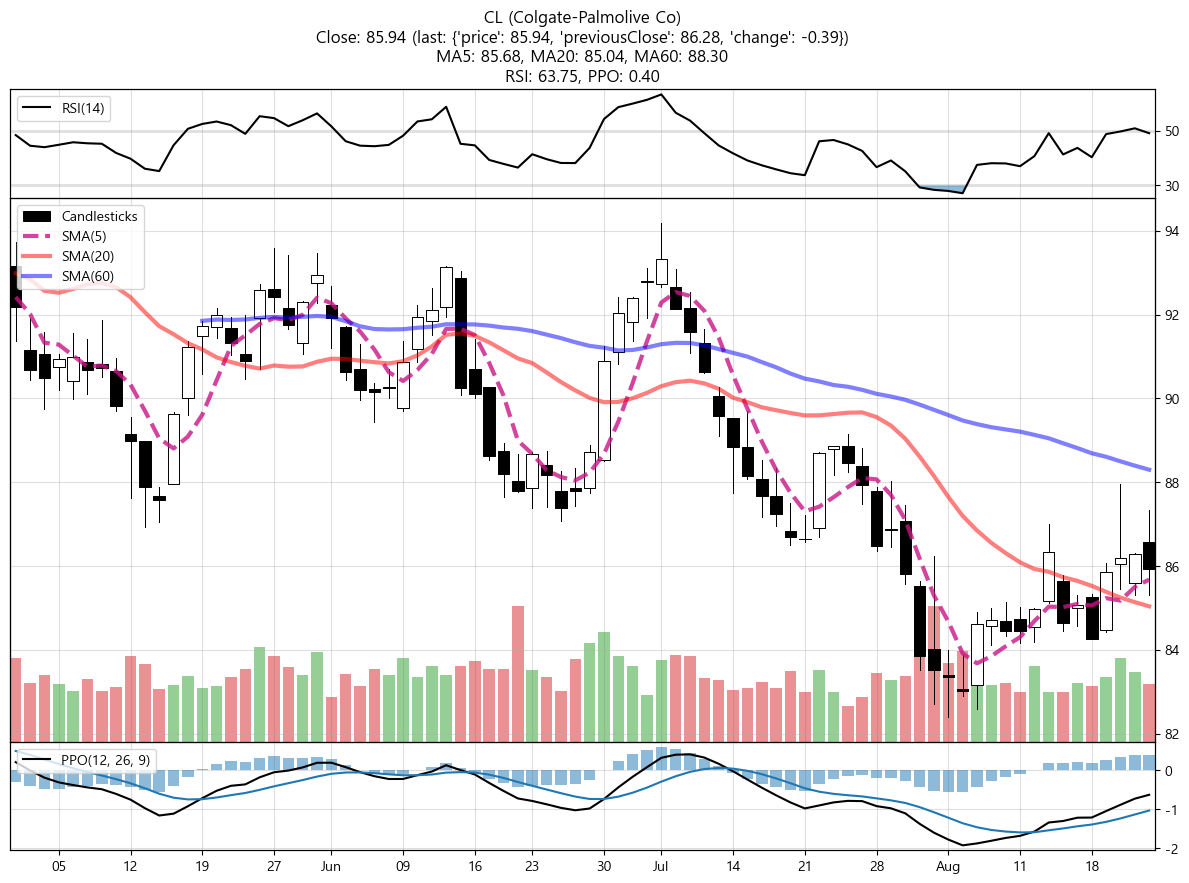 CL (Colgate-Palmolive Co)
Close: 85.94 (last: {'price': 85.94, 'previousClose': 86.28, 'change': -0.39})
MA5: 85.68, MA20: 85.04, MA60: 88.30
RSI: 63.75, PPO: 0.40
RSI(14)
50
30
Candlesticks
SMA(5)
SMA(20)
SMA(60)
94
92
90
88
86
84
82
PPO(12, 26, 9)
0
-1
-2
05 12 19 27 Jun 09 16 23 30 Jul 14 21 28 Aug 11 18